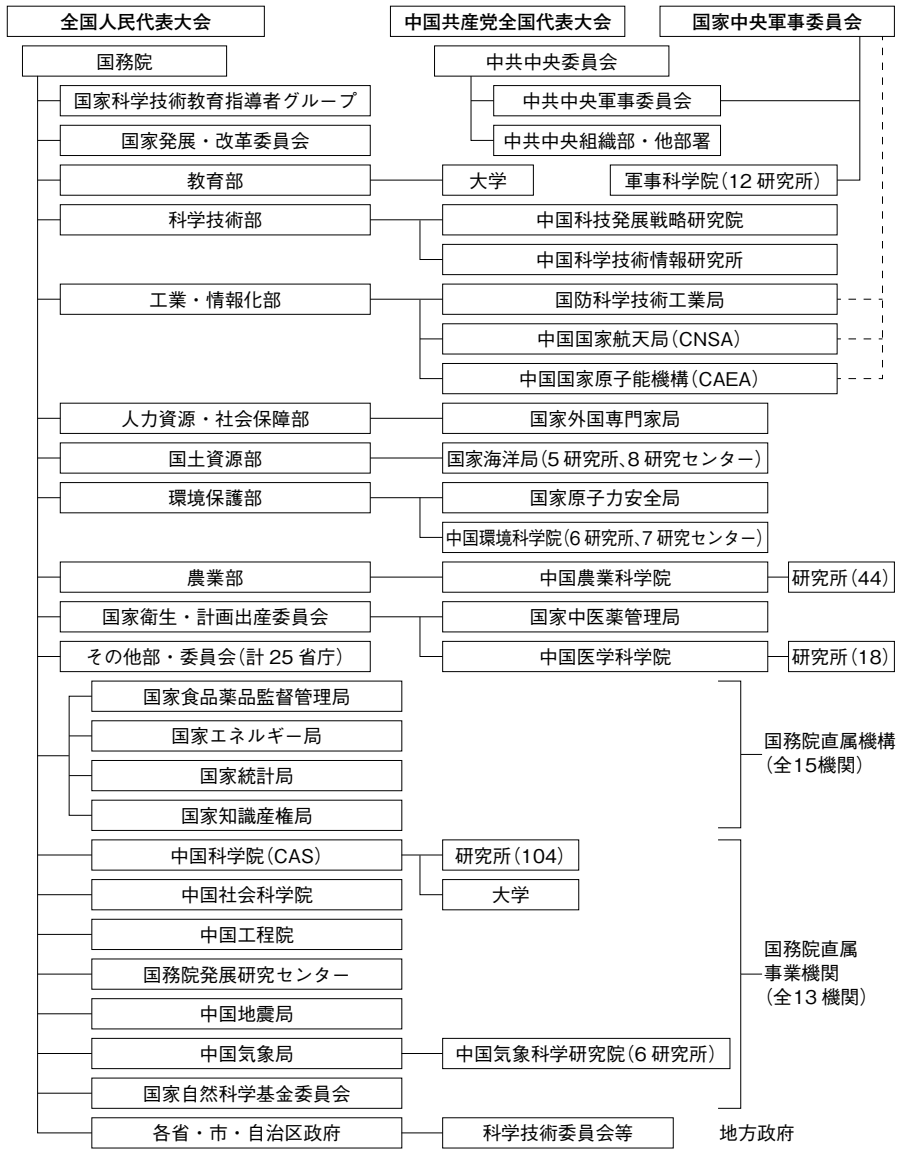 全国人民代表大会
中国共産党全国代表大会
国家中央軍事委員会
国務院
中共中央委員会
国家科学技術教育指導者グループ
中共中央軍事委員会
国家発展・改革委員会
中共中央組織部・他部署
教育部
大学
軍事科学院(12 研究所)
科学技術部
中国科技発展戦略研究院
中国科学技術情報研究所
工業・情報化部
国防科学技術工業局
中国国家航天局(CNSA)
中国国家原子能機構(CAEA)
人力資源・社会保障部
国家外国専門家局
国土資源部
国家海洋局(5 研究所、8 研究センター)
環境保護部
国家原子力安全局
中国環境科学院(6 研究所、7 研究センター)
農業部
中国農業科学院
研究所(44)
国家衛生・計画出産委員会
国家中医薬管理局
その他部・委員会(計 25 省庁)
中国医学科学院
研究所(18)
国家食品薬品監督管理局
国家エネルギー局
国家統計局
国家知識産権局
国務院直属機構
(全15機関)
中国科学院(CAS)
研究所(104)
大学
中国社会科学院
中国工程院
国務院発展研究センター
中国地震局
中国気象局
中国気象科学研究院(6 研究所)
国家自然科学基金委員会
国務院直属
事業機関
(全13 機関)
各省・市・自治区政府
科学技術委員会等
地方政府